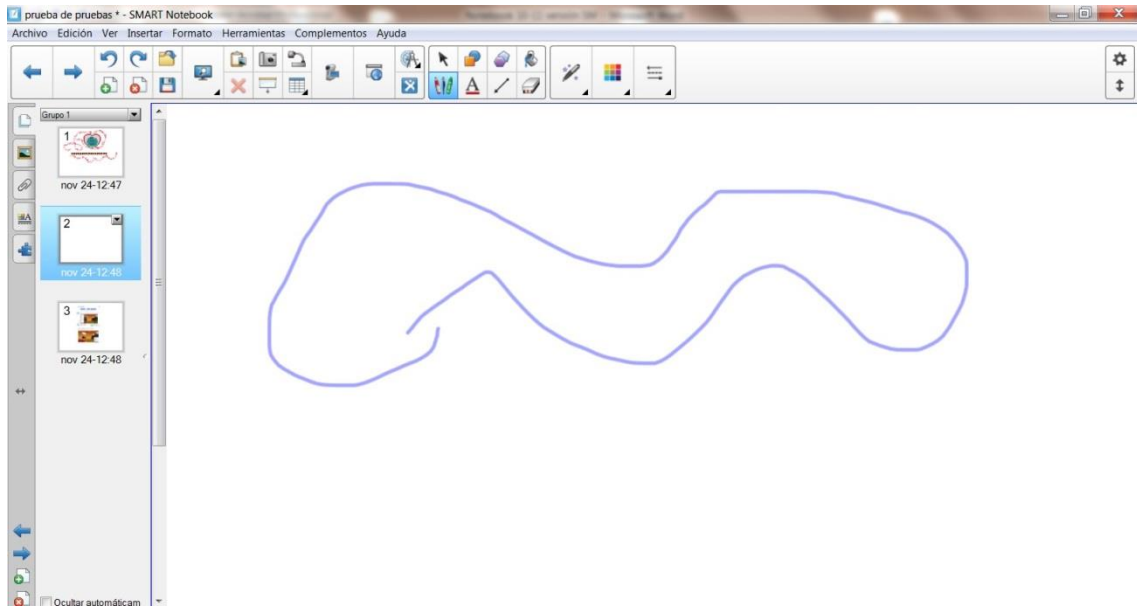 prueba de pruebas * - SMART Notebook
Archivo Edición Ver Insertar Formato Herramientas Complementos Ayuda
Grupo 1
1
nov 24-12:47
2
nov 24-12:48
3
nov 24-12:48
Ocultar automáticam